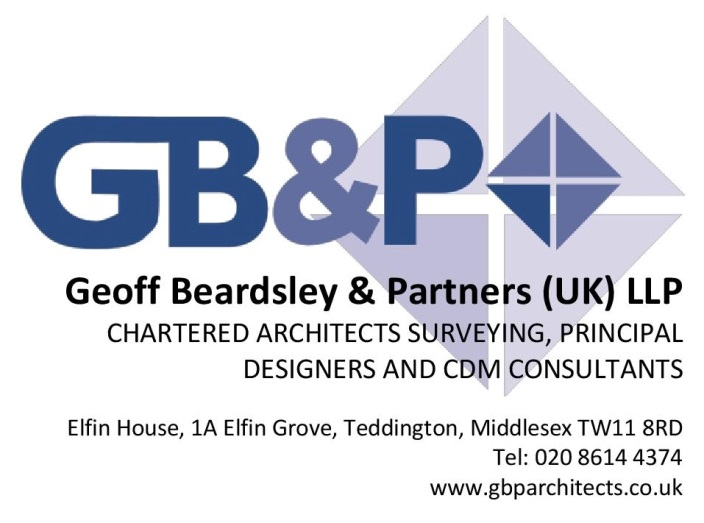 GB&P
Geoff Beardsley & Partners (UK) LLP
CHARTERED ARCHITECTS SURVEYING, PRINCIPAL
DESIGNERS AND CDM CONSULTANTS
Elfin House, 1A Elfin Grove, Teddington, Middlesex TW11 8RD
Tel: 020 8614 4374
www.gbparchitects.co.uk